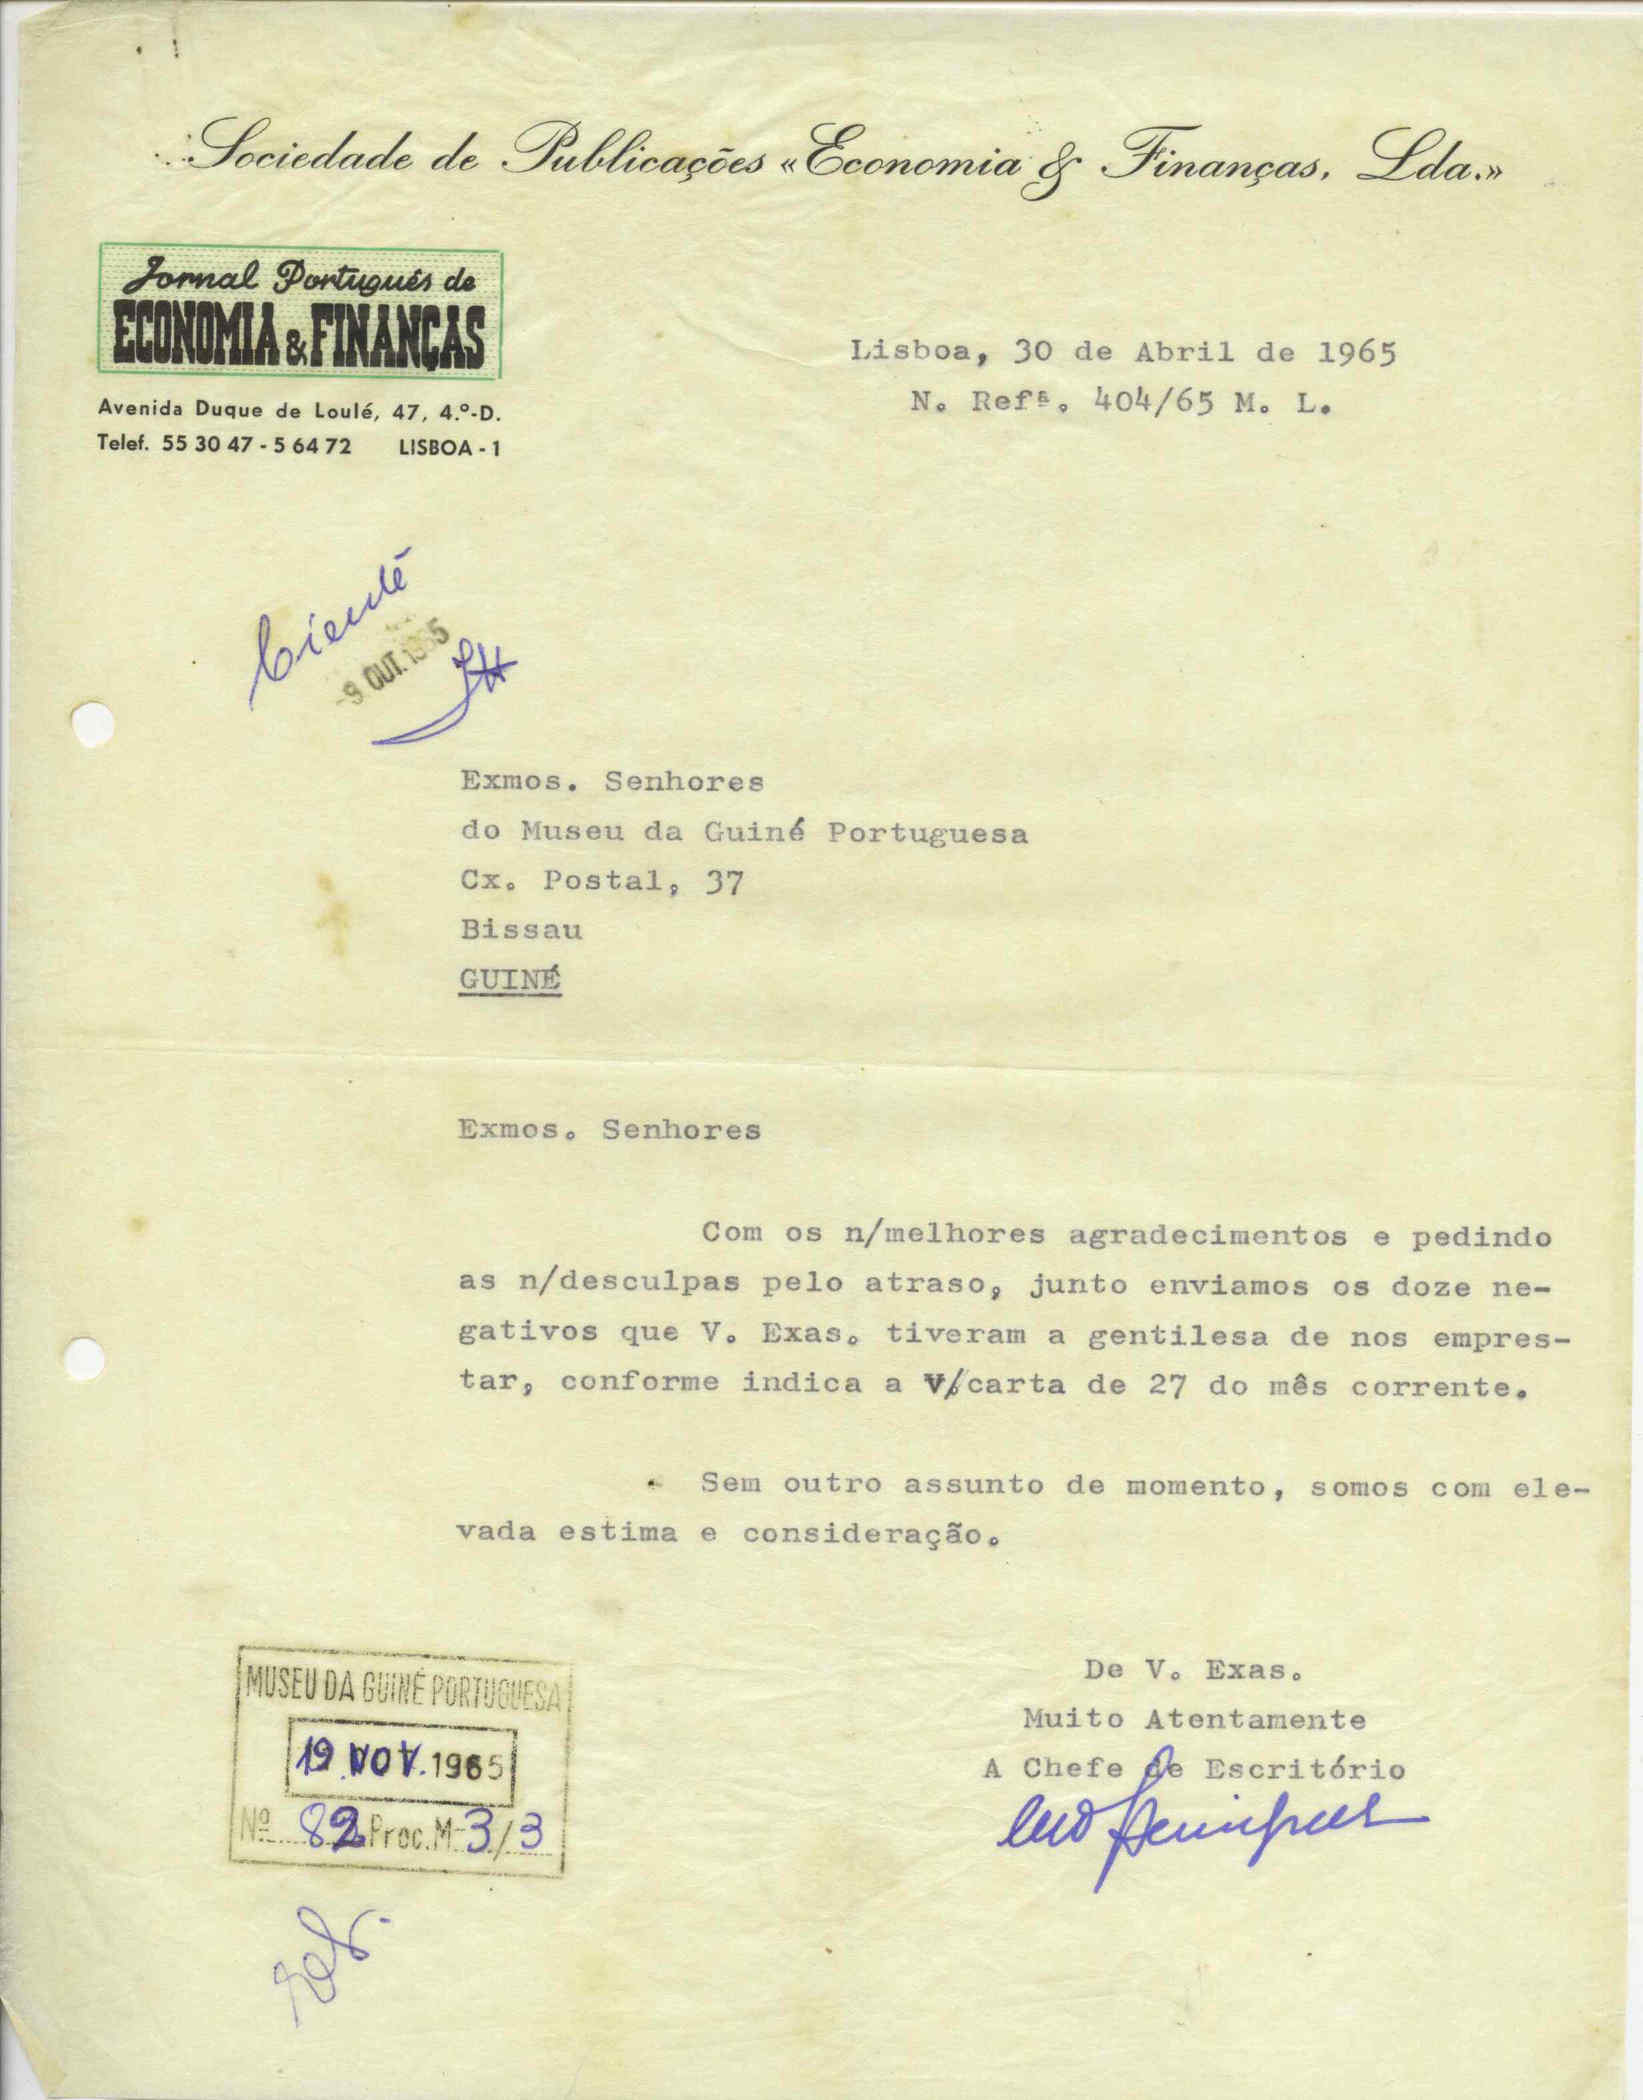 Sociedade de Publicações «Economia & Finanças, Lda.»
Jornal Português de
ECONOMIA & FINANÇAS
Avenida Duque de Loulé, 47, 4.º-D.
Telef. 55 30 47 - 5 64 72 LISBOA - 1
Lisboa, 30 de Abril de 1965
N. Refª. 404/65 M. L.
Ciente
-9 OUT. 1965
Exmos. Senhores
do Museu da Guiné Portuguesa
Cx. Postal, 37
Bissau
GUINÉ
Exmos. Senhores
Com os n/melhores agradecimentos e pedindo
as n/desculpas pelo atraso, junto enviamos os doze ne-
gativos que V. Exas. tiveram a gentilesa de nos empres-
tar, conforme indica a V/carta de 27 do mês corrente.
Sem outro assunto de momento, somos com ele-
vada estima e consideração.
De V. Exas.
Muito Atentamente
A Chefe de Escritório
MUSEU DA GUINÉ PORTUGUESA
19 NOV. 1965
Nº 82 Proc. M-3/3